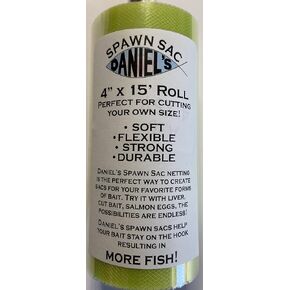 SPAWN SAC
DANIEL'S
4" x 15' ROLL
PERFECT FOR CUTTING
YOUR OWN SIZE!
• SOFT
• FLEXIBLE
• STRONG
• DURABLE
DANIEL'S SPAWN SAC NETTING
IS THE PERFECT WAY TO CREATE
SACS FOR YOUR FAVORITE FORMS
OF BAIT. TRY IT WITH LIVER,
CUT BAIT, SALMON EGGS, THE
POSSIBILITIES ARE ENDLESS!
DANIEL'S SPAWN SACS HELP
YOUR BAIT STAY ON THE HOOK
RESULTING IN
MORE FISH!